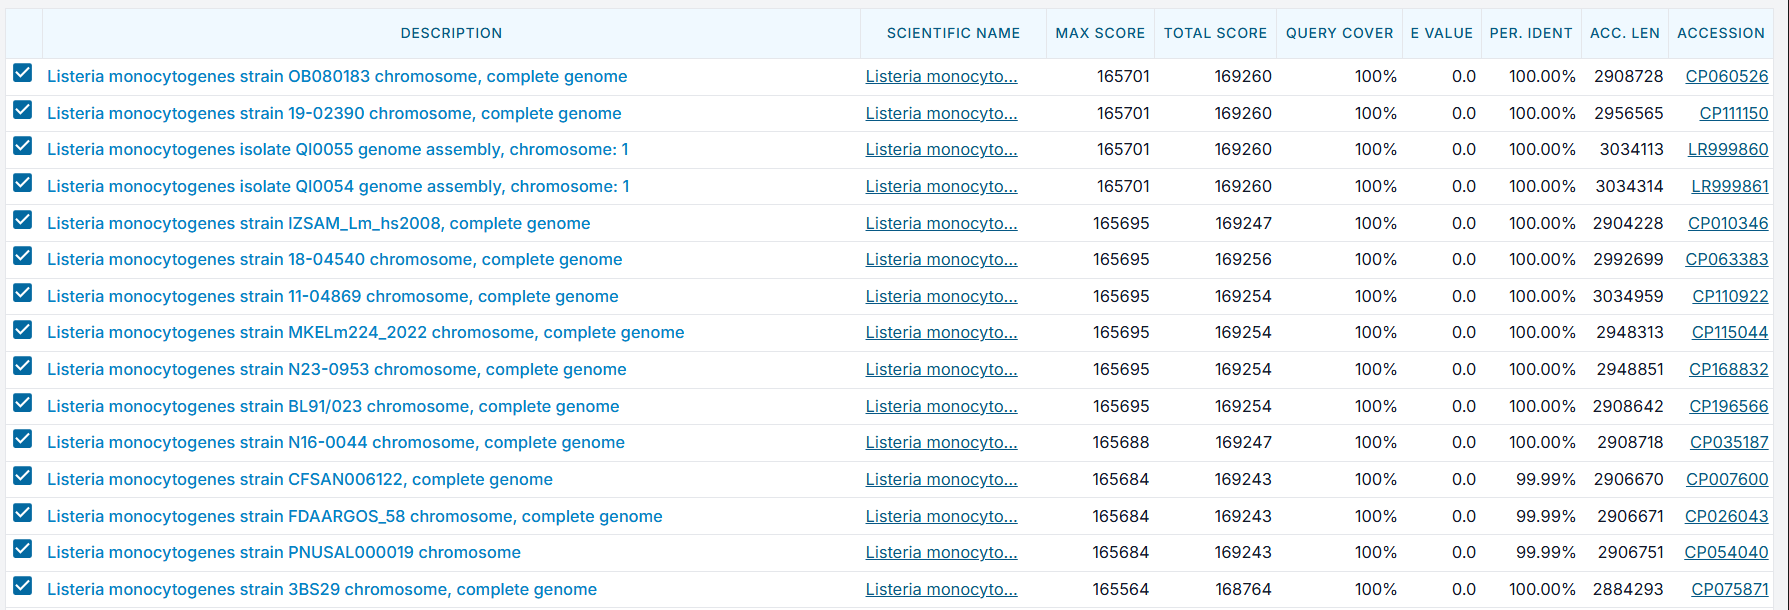 DESCRIPTION SCIENTIFIC NAME MAX SCORE TOTAL SCORE QUERY COVER E VALUE PER. IDENT ACC. LEN ACCESSION
Listeria monocytogenes strain OB080183 chromosome, complete genome Listeria monocyto... 165701 169260 100% 0.0 100.00% 2908728 CP060526
Listeria monocytogenes strain 19-02390 chromosome, complete genome Listeria monocyto... 165701 169260 100% 0.0 100.00% 2956565 CP111150
Listeria monocytogenes isolate QI0055 genome assembly, chromosome: 1 Listeria monocyto... 165701 169260 100% 0.0 100.00% 3034113 LR999860
Listeria monocytogenes isolate QI0054 genome assembly, chromosome: 1 Listeria monocyto... 165701 169260 100% 0.0 100.00% 3034314 LR999861
Listeria monocytogenes strain IZSAM_Lm_hs2008, complete genome Listeria monocyto... 165695 169247 100% 0.0 100.00% 2904228 CP010346
Listeria monocytogenes strain 18-04540 chromosome, complete genome Listeria monocyto... 165695 169256 100% 0.0 100.00% 2992699 CP063383
Listeria monocytogenes strain 11-04869 chromosome, complete genome Listeria monocyto... 165695 169254 100% 0.0 100.00% 3034959 CP110922
Listeria monocytogenes strain MKELm224_2022 chromosome, complete genome Listeria monocyto... 165695 169254 100% 0.0 100.00% 2948313 CP115044
Listeria monocytogenes strain N23-0953 chromosome, complete genome Listeria monocyto... 165695 169254 100% 0.0 100.00% 2948851 CP168832
Listeria monocytogenes strain BL91/023 chromosome, complete genome Listeria monocyto... 165695 169254 100% 0.0 100.00% 2908642 CP196566
Listeria monocytogenes strain N16-0044 chromosome, complete genome Listeria monocyto... 165688 169247 100% 0.0 100.00% 2908718 CP035187
Listeria monocytogenes strain CFSAN006122, complete genome Listeria monocyto... 165684 169243 100% 0.0 99.99% 2906670 CP007600
Listeria monocytogenes strain FDAARGOS_58 chromosome, complete genome Listeria monocyto... 165684 169243 100% 0.0 99.99% 2906671 CP026043
Listeria monocytogenes strain PNUSAL000019 chromosome Listeria monocyto... 165684 169243 100% 0.0 99.99% 2906751 CP054040
Listeria monocytogenes strain 3BS29 chromosome, complete genome Listeria monocyto... 165564 168764 100% 0.0 100.00% 2884293 CP075871